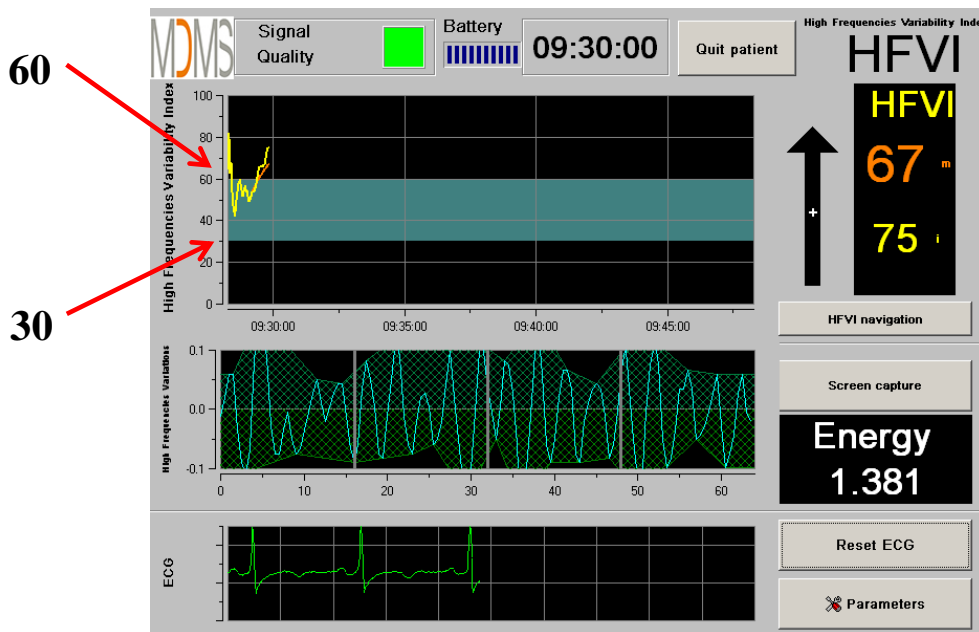 60
30
MDMS
Signal
Quality
Battery
09:30:00
Quit patient
High Frequencies Variability Inde
HFVI
High Frequencies Variability Index
100
80
60
40
20
0
09:30:00 09:35:00 09:40:00 09:45:00
HFVI
67 m
+
75 i
HFVI navigation
High Frequencies Variations
0.1
0.0
-0.1
0 10 20 30 40 50 60
Screen capture
Energy
1.381
ECG
Reset ECG
Parameters